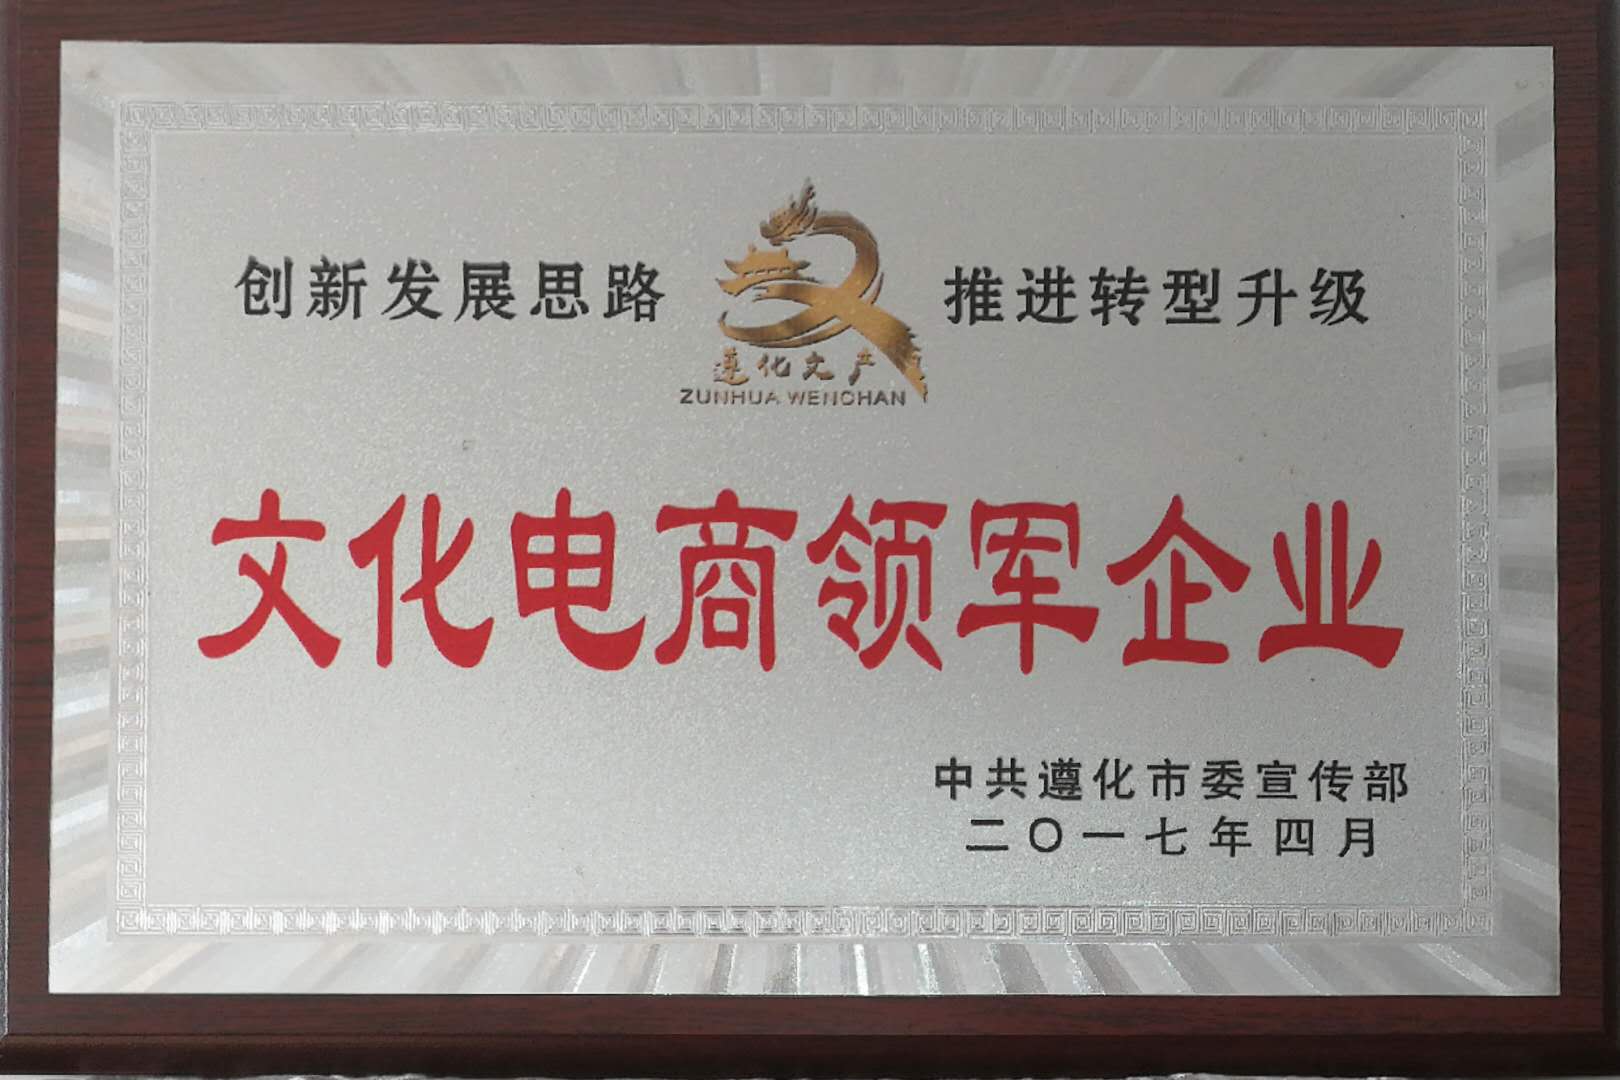 创新发展思路 推进转型升级
遵化文产
ZUNHUA WENCHAN
文化电商领军企业
中共遵化市委宣传部
二〇一七年四月